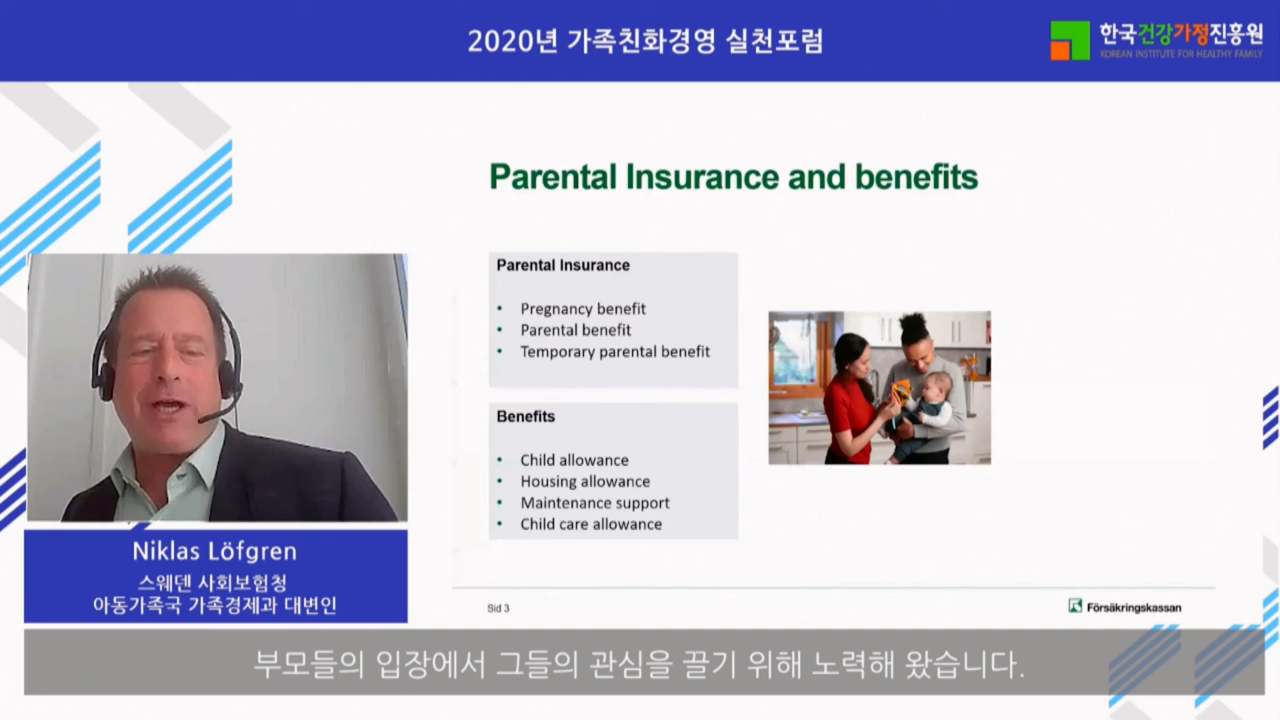 2020년 가족친화경영 실천포럼
한국건강가정진흥원
KOREAN INSTITUTE FOR HEALTHY FAMILY
Parental Insurance and benefits
Parental Insurance
• Pregnancy benefit
• Parental benefit
• Temporary parental benefit
Benefits
• Child allowance
• Housing allowance
• Maintenance support
• Child care allowance
Niklas Löfgren
스웨덴 사회보험청
아동가족국 가족경제과 대변인
Sid 3
Försäkringskassan
부모들의 입장에서 그들의 관심을 끌기 위해 노력해 왔습니다.